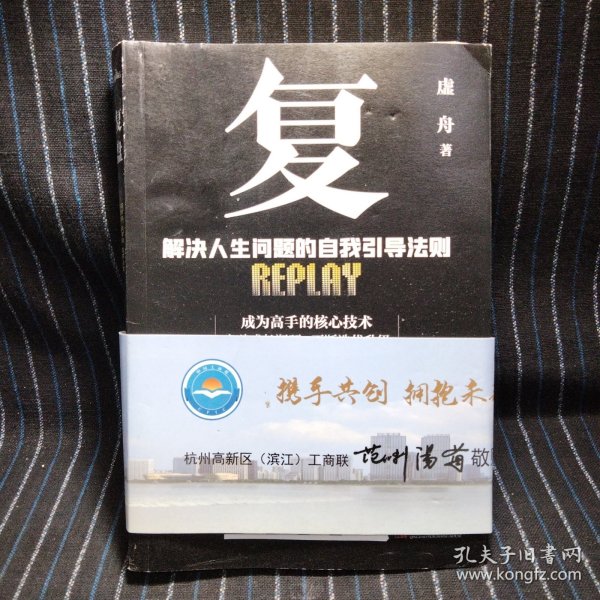 复
虚舟 著
解决人生问题的自我引导法则
REPLAY
成为高手的核心技术
携手共创 拥抱未
杭州高新区（滨江）工商联
敬
孔夫子旧书网
www.kongfz.com